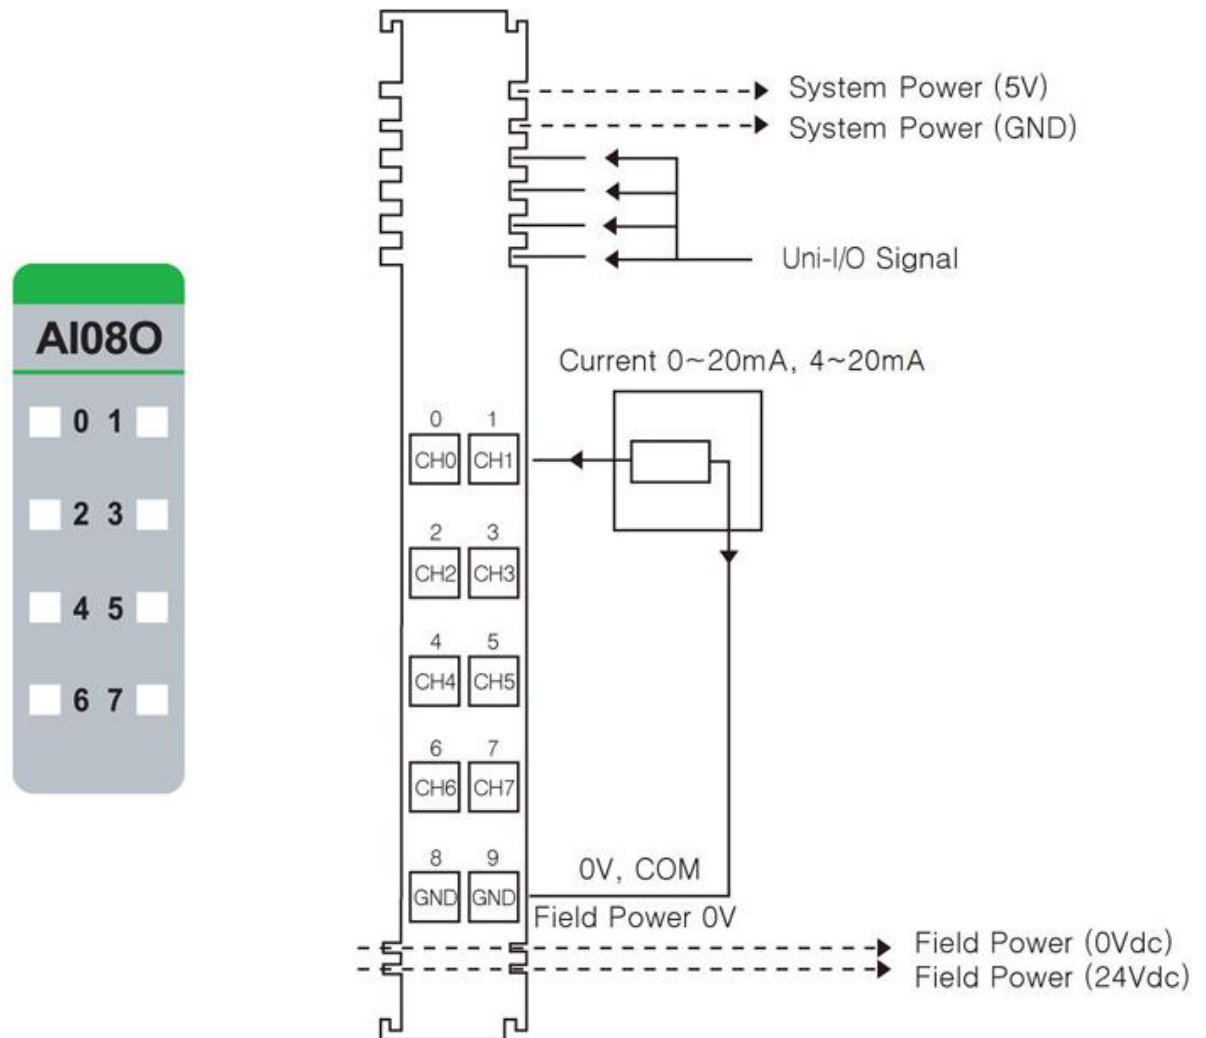 System Power (5V)
System Power (GND)
Uni-I/O Signal
AI08O
0 1
2 3
4 5
6 7
Current 0~20mA, 4~20mA
0 1
CH0 CH1
2 3
CH2 CH3
4 5
CH4 CH5
6 7
CH6 CH7
8 9
GND GND
0V, COM
Field Power 0V
Field Power (0Vdc)
Field Power (24Vdc)